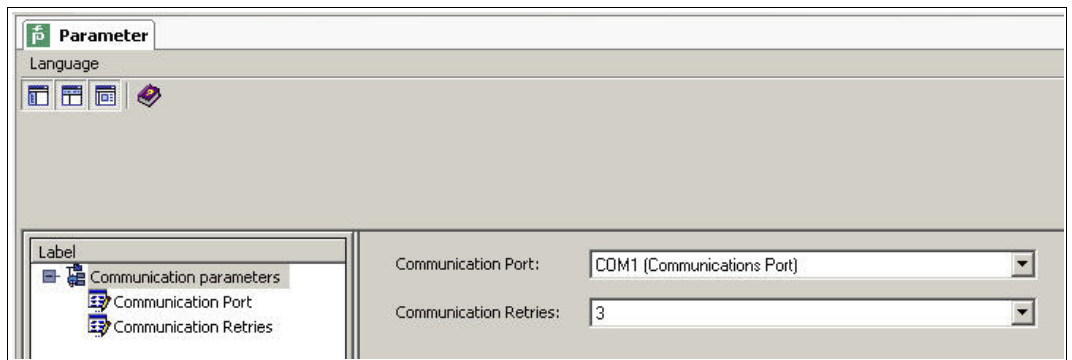 Parameter
Language
Label
Communication parameters
Communication Port
Communication Retries
Communication Port: COM1 (Communications Port)
Communication Retries: 3